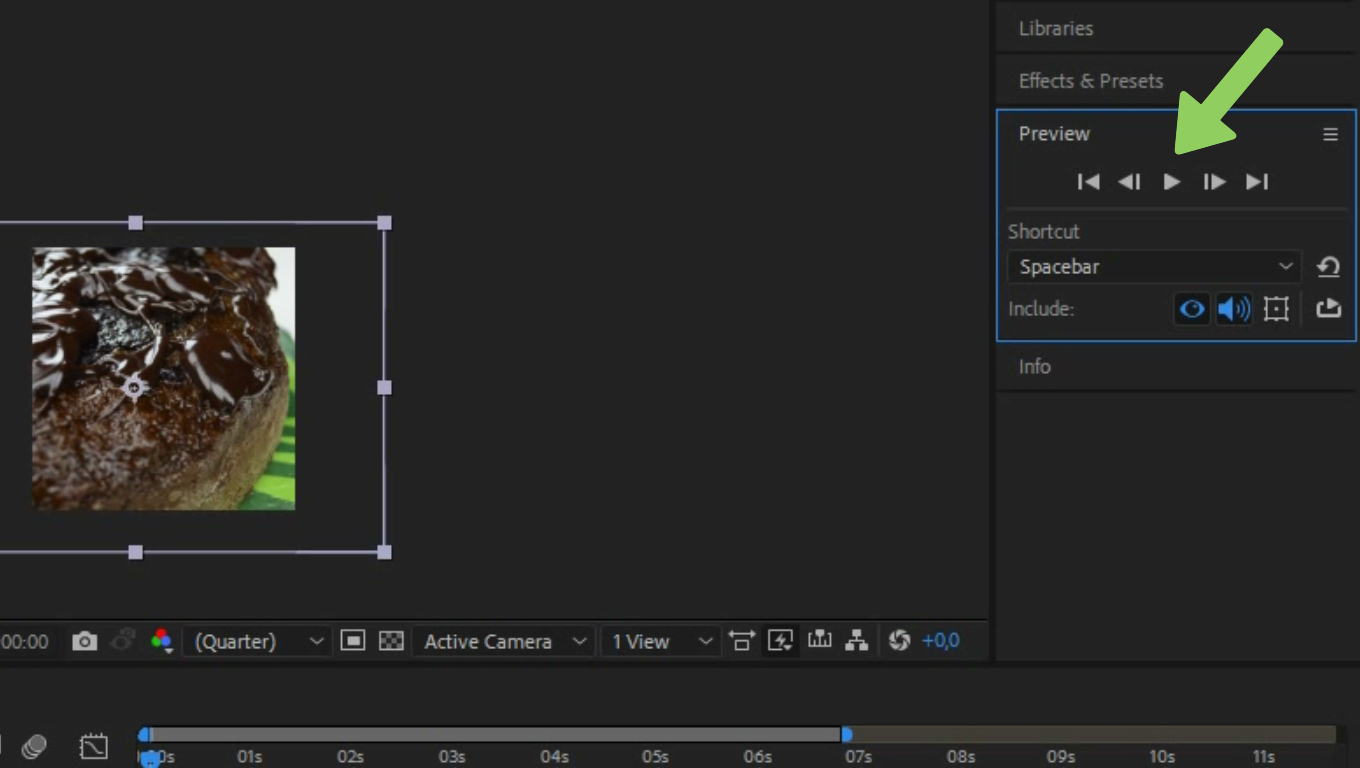 Libraries
Effects & Presets
Preview
Shortcut
Spacebar
Include:
Info
00:00 (Quarter) Active Camera 1 View +0,0
01s 02s 03s 04s 05s 06s 07s 08s 09s 10s 11s